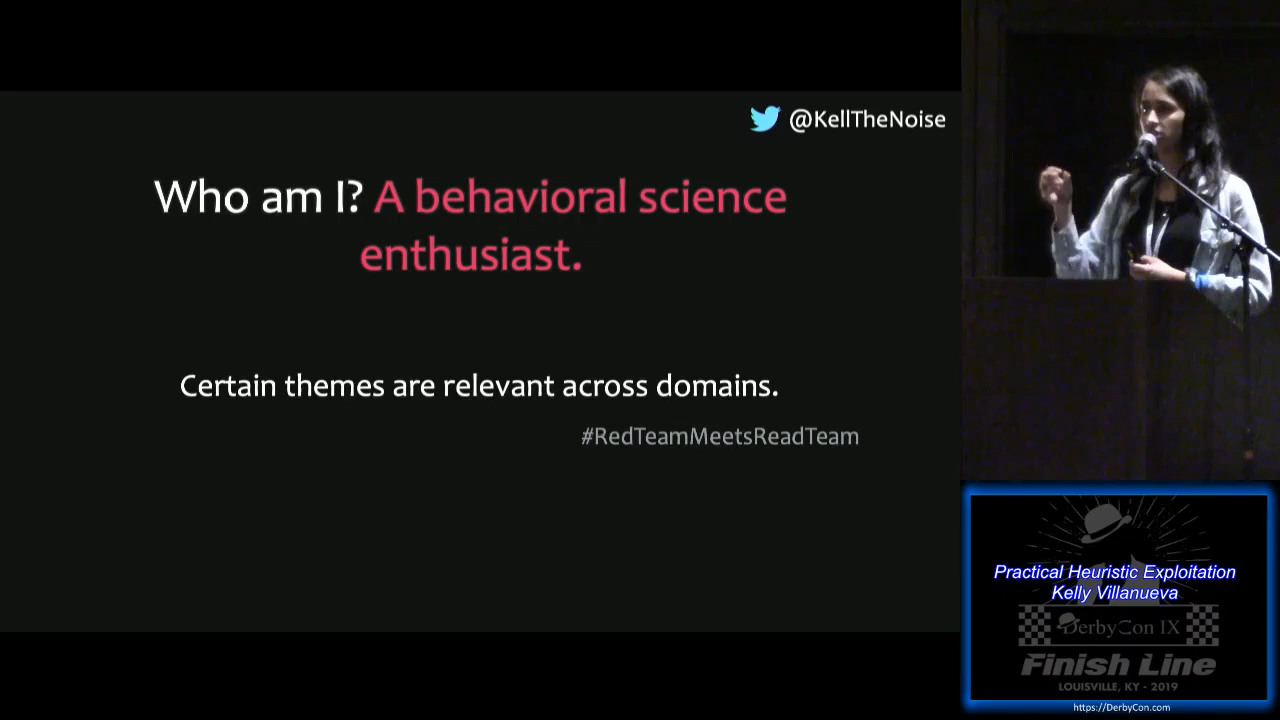 @KellTheNoise
Who am I? A behavioral science
enthusiast.
Certain themes are relevant across domains.
#RedTeamMeetsReadTeam
Practical Heuristic Exploitation
Kelly Villanueva
DerbyCon IX
Finish Line
LOUISVILLE, KY - 2019
https://DerbyCon.com